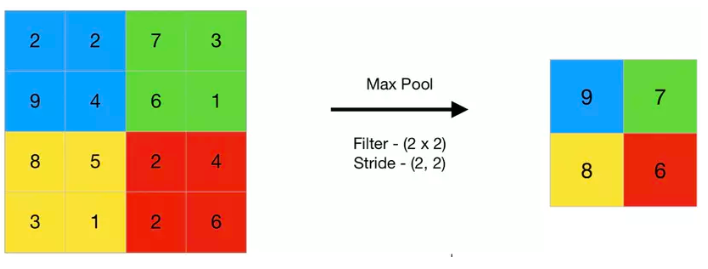 2 2 7 3
9 4 6 1
8 5 2 4
3 1 2 6
Max Pool
Filter - (2 x 2)
Stride - (2, 2)
9 7
8 6